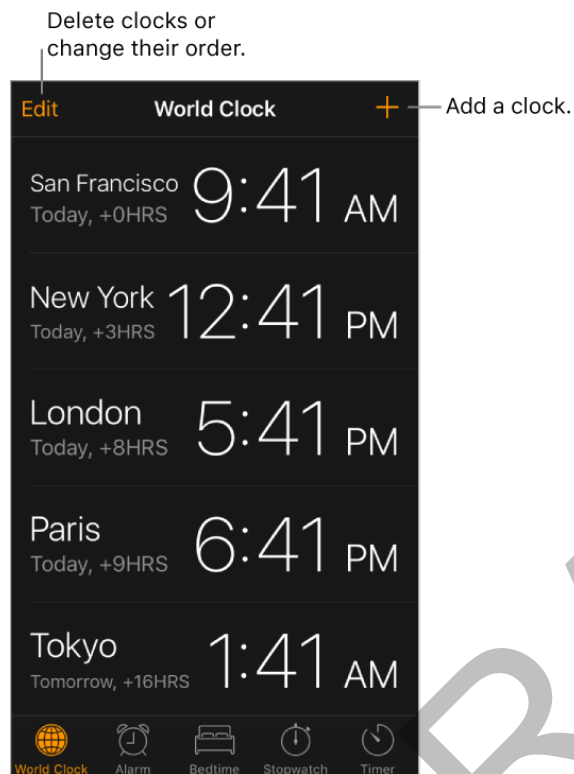 Delete clocks or
change their order.
Edit
World Clock
+
Add a clock.
San Francisco
9:41 AM
Today, +0HRS
New York
12:41 PM
Today, +3HRS
London
5:41 PM
Today, +8HRS
Paris
6:41 PM
Today, +9HRS
Tokyo
1:41 AM
Tomorrow, +16HRS
World Clock
Alarm
Bedtime
Stopwatch
Timer